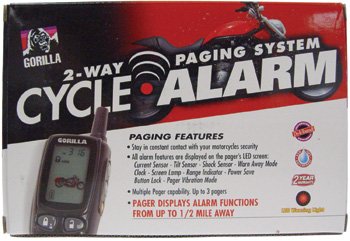 GORILLA
2-WAY PAGING SYSTEM
CYCLE ALARM
PAGING FEATURES
• Stay in constant contact with your motorcycles security
• All alarm features are displayed on the pager's LED screen:
Current Sensor - Tilt Sensor - Shock Sensor - Warn Away Mode
Clock - Screen Lamp - Range Indicator - Power Save
Button Lock - Pager Vibration Mode
• Multiple Pager capability. Up to 3 pagers
• PAGER DISPLAYS ALARM FUNCTIONS
FROM UP TO 1/2 MILE AWAY
GORILLA
2 YEAR
LED Warning Light